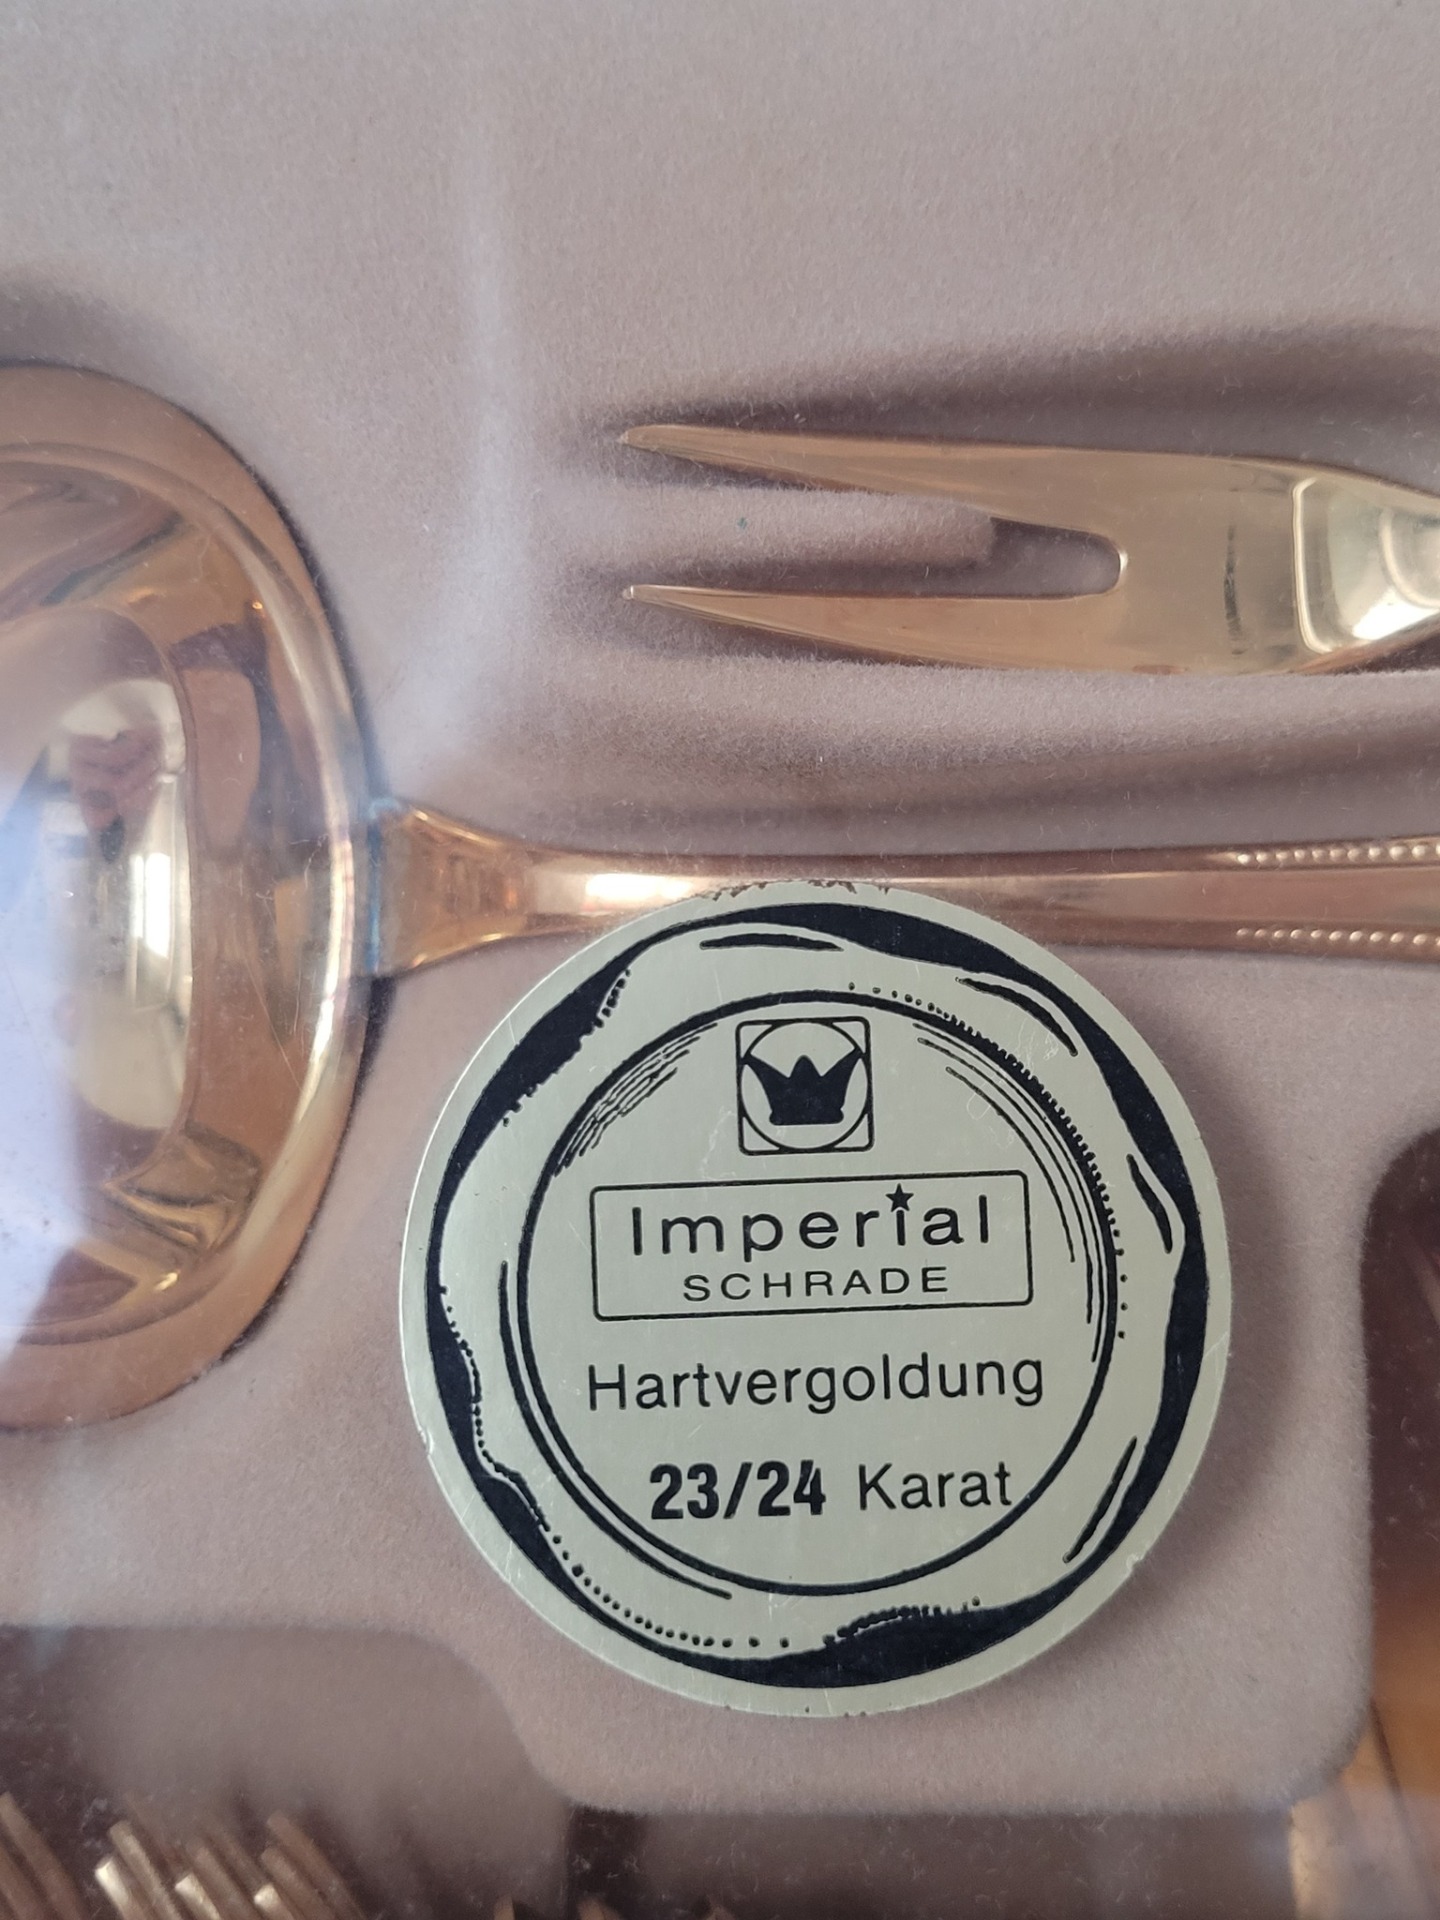 Imperial
SCHRADE
Hartvergoldung
23/24 Karat